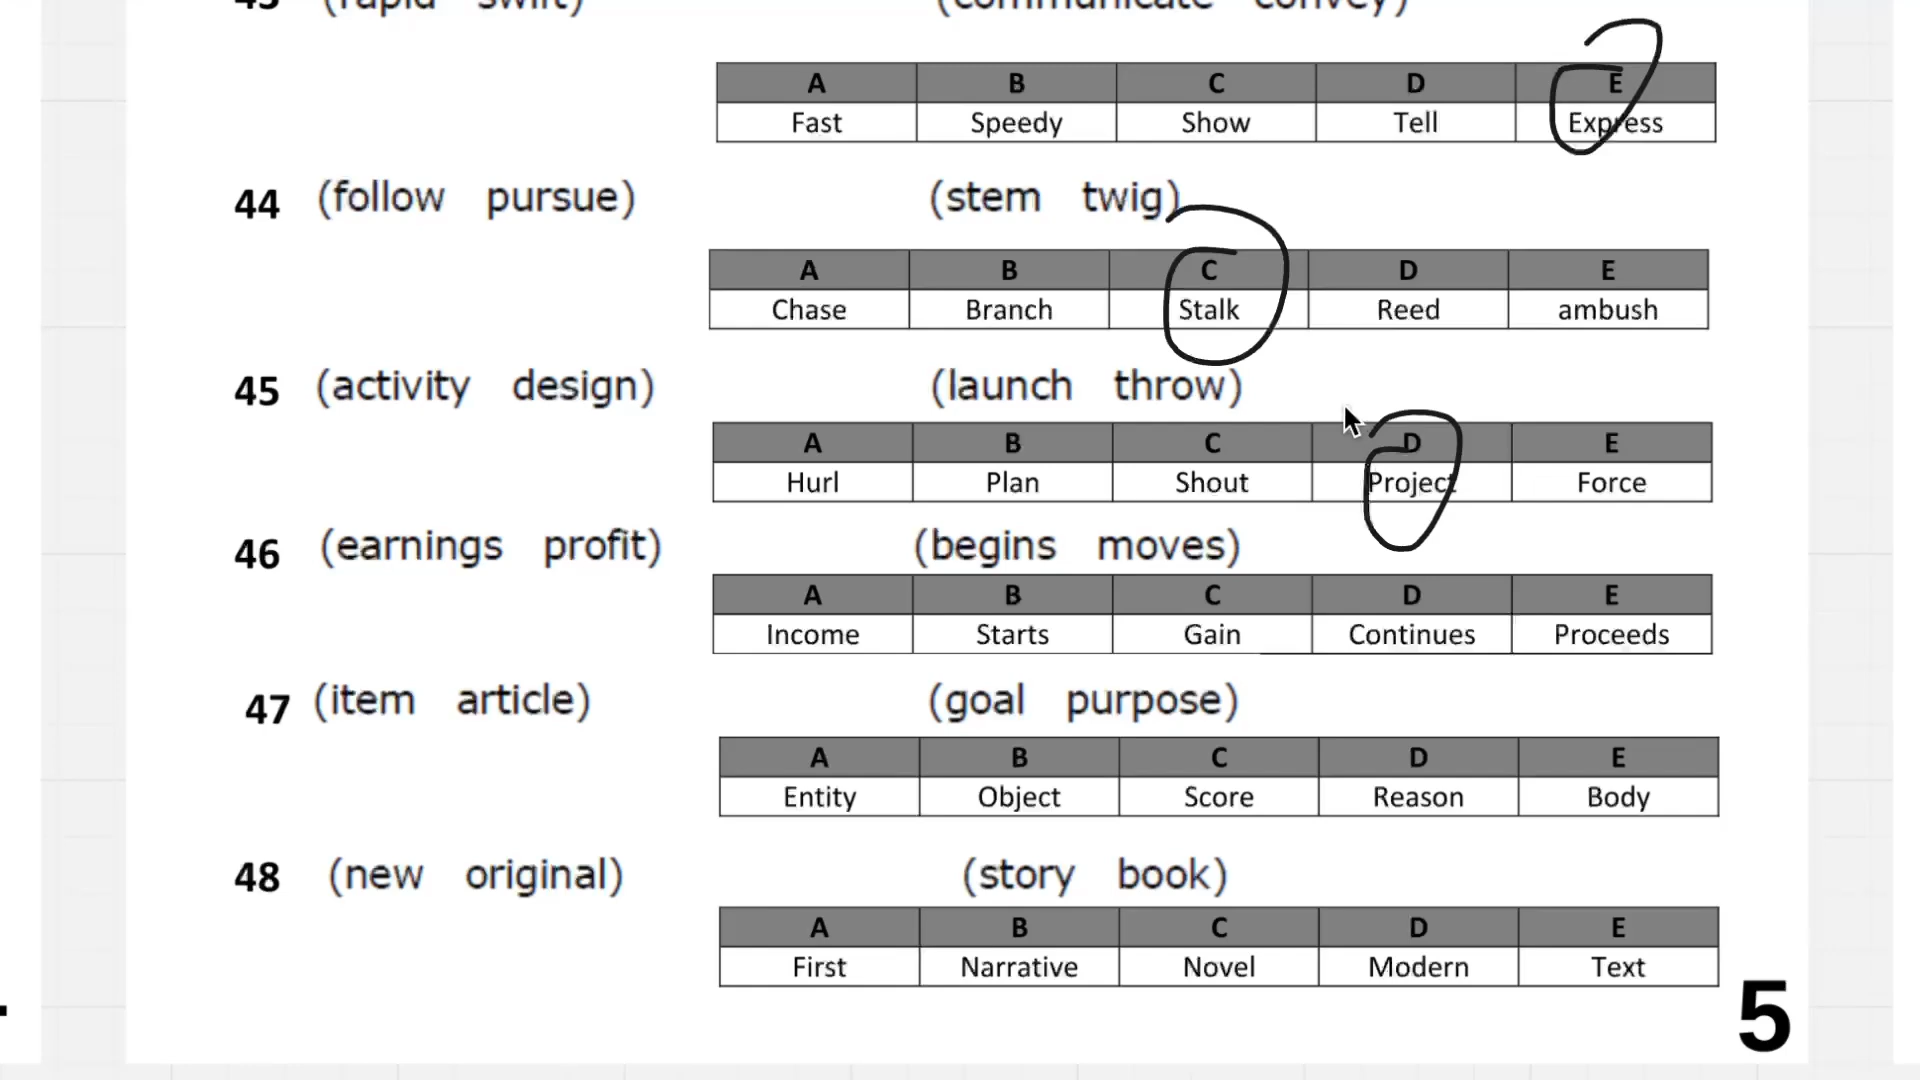 43 (rapid swift) (communicate convey)
A B C D E
Fast Speedy Show Tell Express
44 (follow pursue) (stem twig)
A B C D E
Chase Branch Stalk Reed ambush
45 (activity design) (launch throw)
A B C D E
Hurl Plan Shout Project Force
46 (earnings profit) (begins moves)
A B C D E
Income Starts Gain Continues Proceeds
47 (item article) (goal purpose)
A B C D E
Entity Object Score Reason Body
48 (new original) (story book)
A B C D E
First Narrative Novel Modern Text
5